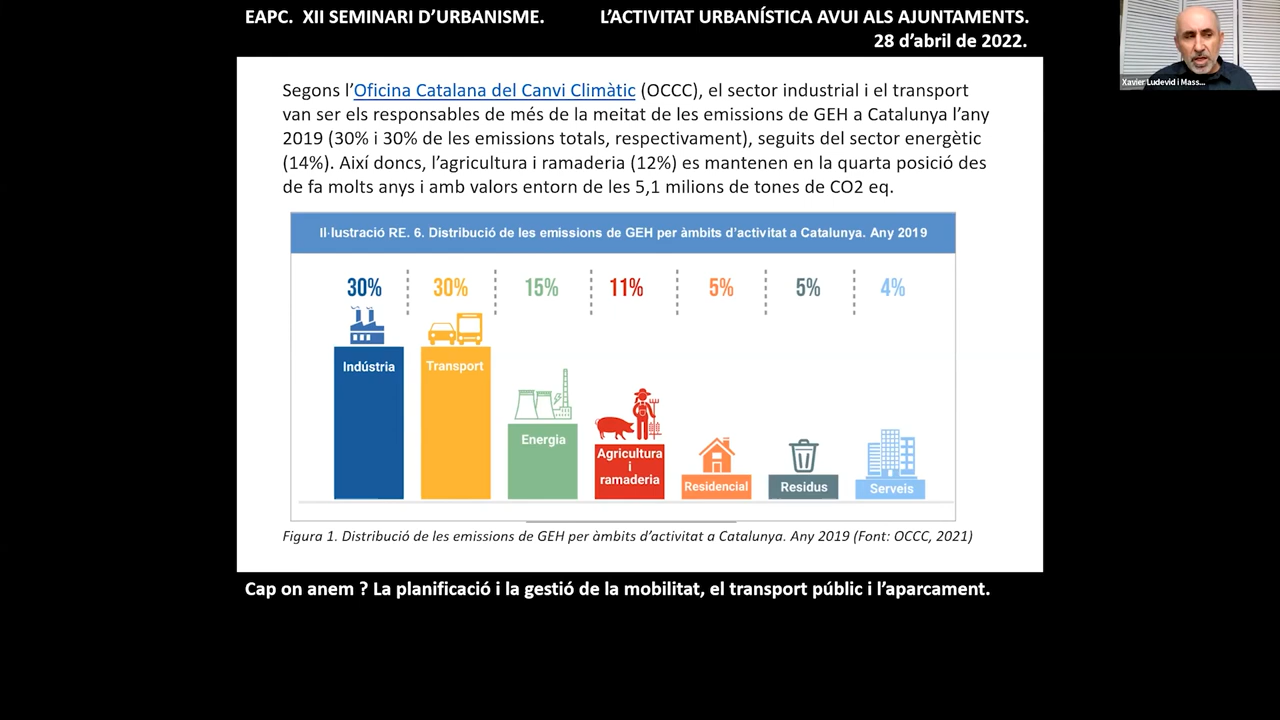 EAPC. XII SEMINARI D'URBANISME. L'ACTIVITAT URBANÍSTICA AVUI ALS AJUNTAMENTS.
28 d'abril de 2022.
Xavier Ludevid i Mass...
Segons l'Oficina Catalana del Canvi Climàtic (OCCC), el sector industrial i el transport
van ser els responsables de més de la meitat de les emissions de GEH a Catalunya l'any
2019 (30% i 30% de les emissions totals, respectivament), seguits del sector energètic
(14%). Així doncs, l'agricultura i ramaderia (12%) es mantenen en la quarta posició des
de fa molts anys i amb valors entorn de les 5,1 milions de tones de CO2 eq.
Il·lustració RE. 6. Distribució de les emissions de GEH per àmbits d'activitat a Catalunya. Any 2019
30% 30% 15% 11% 5% 5% 4%
Indústria
Transport
Energia
Agricultura
i
ramaderia
Residencial
Residus
Serveis
Figura 1. Distribució de les emissions de GEH per àmbits d'activitat a Catalunya. Any 2019 (Font: OCCC, 2021)
Cap on anem ? La planificació i la gestió de la mobilitat, el transport públic i l'aparcament.